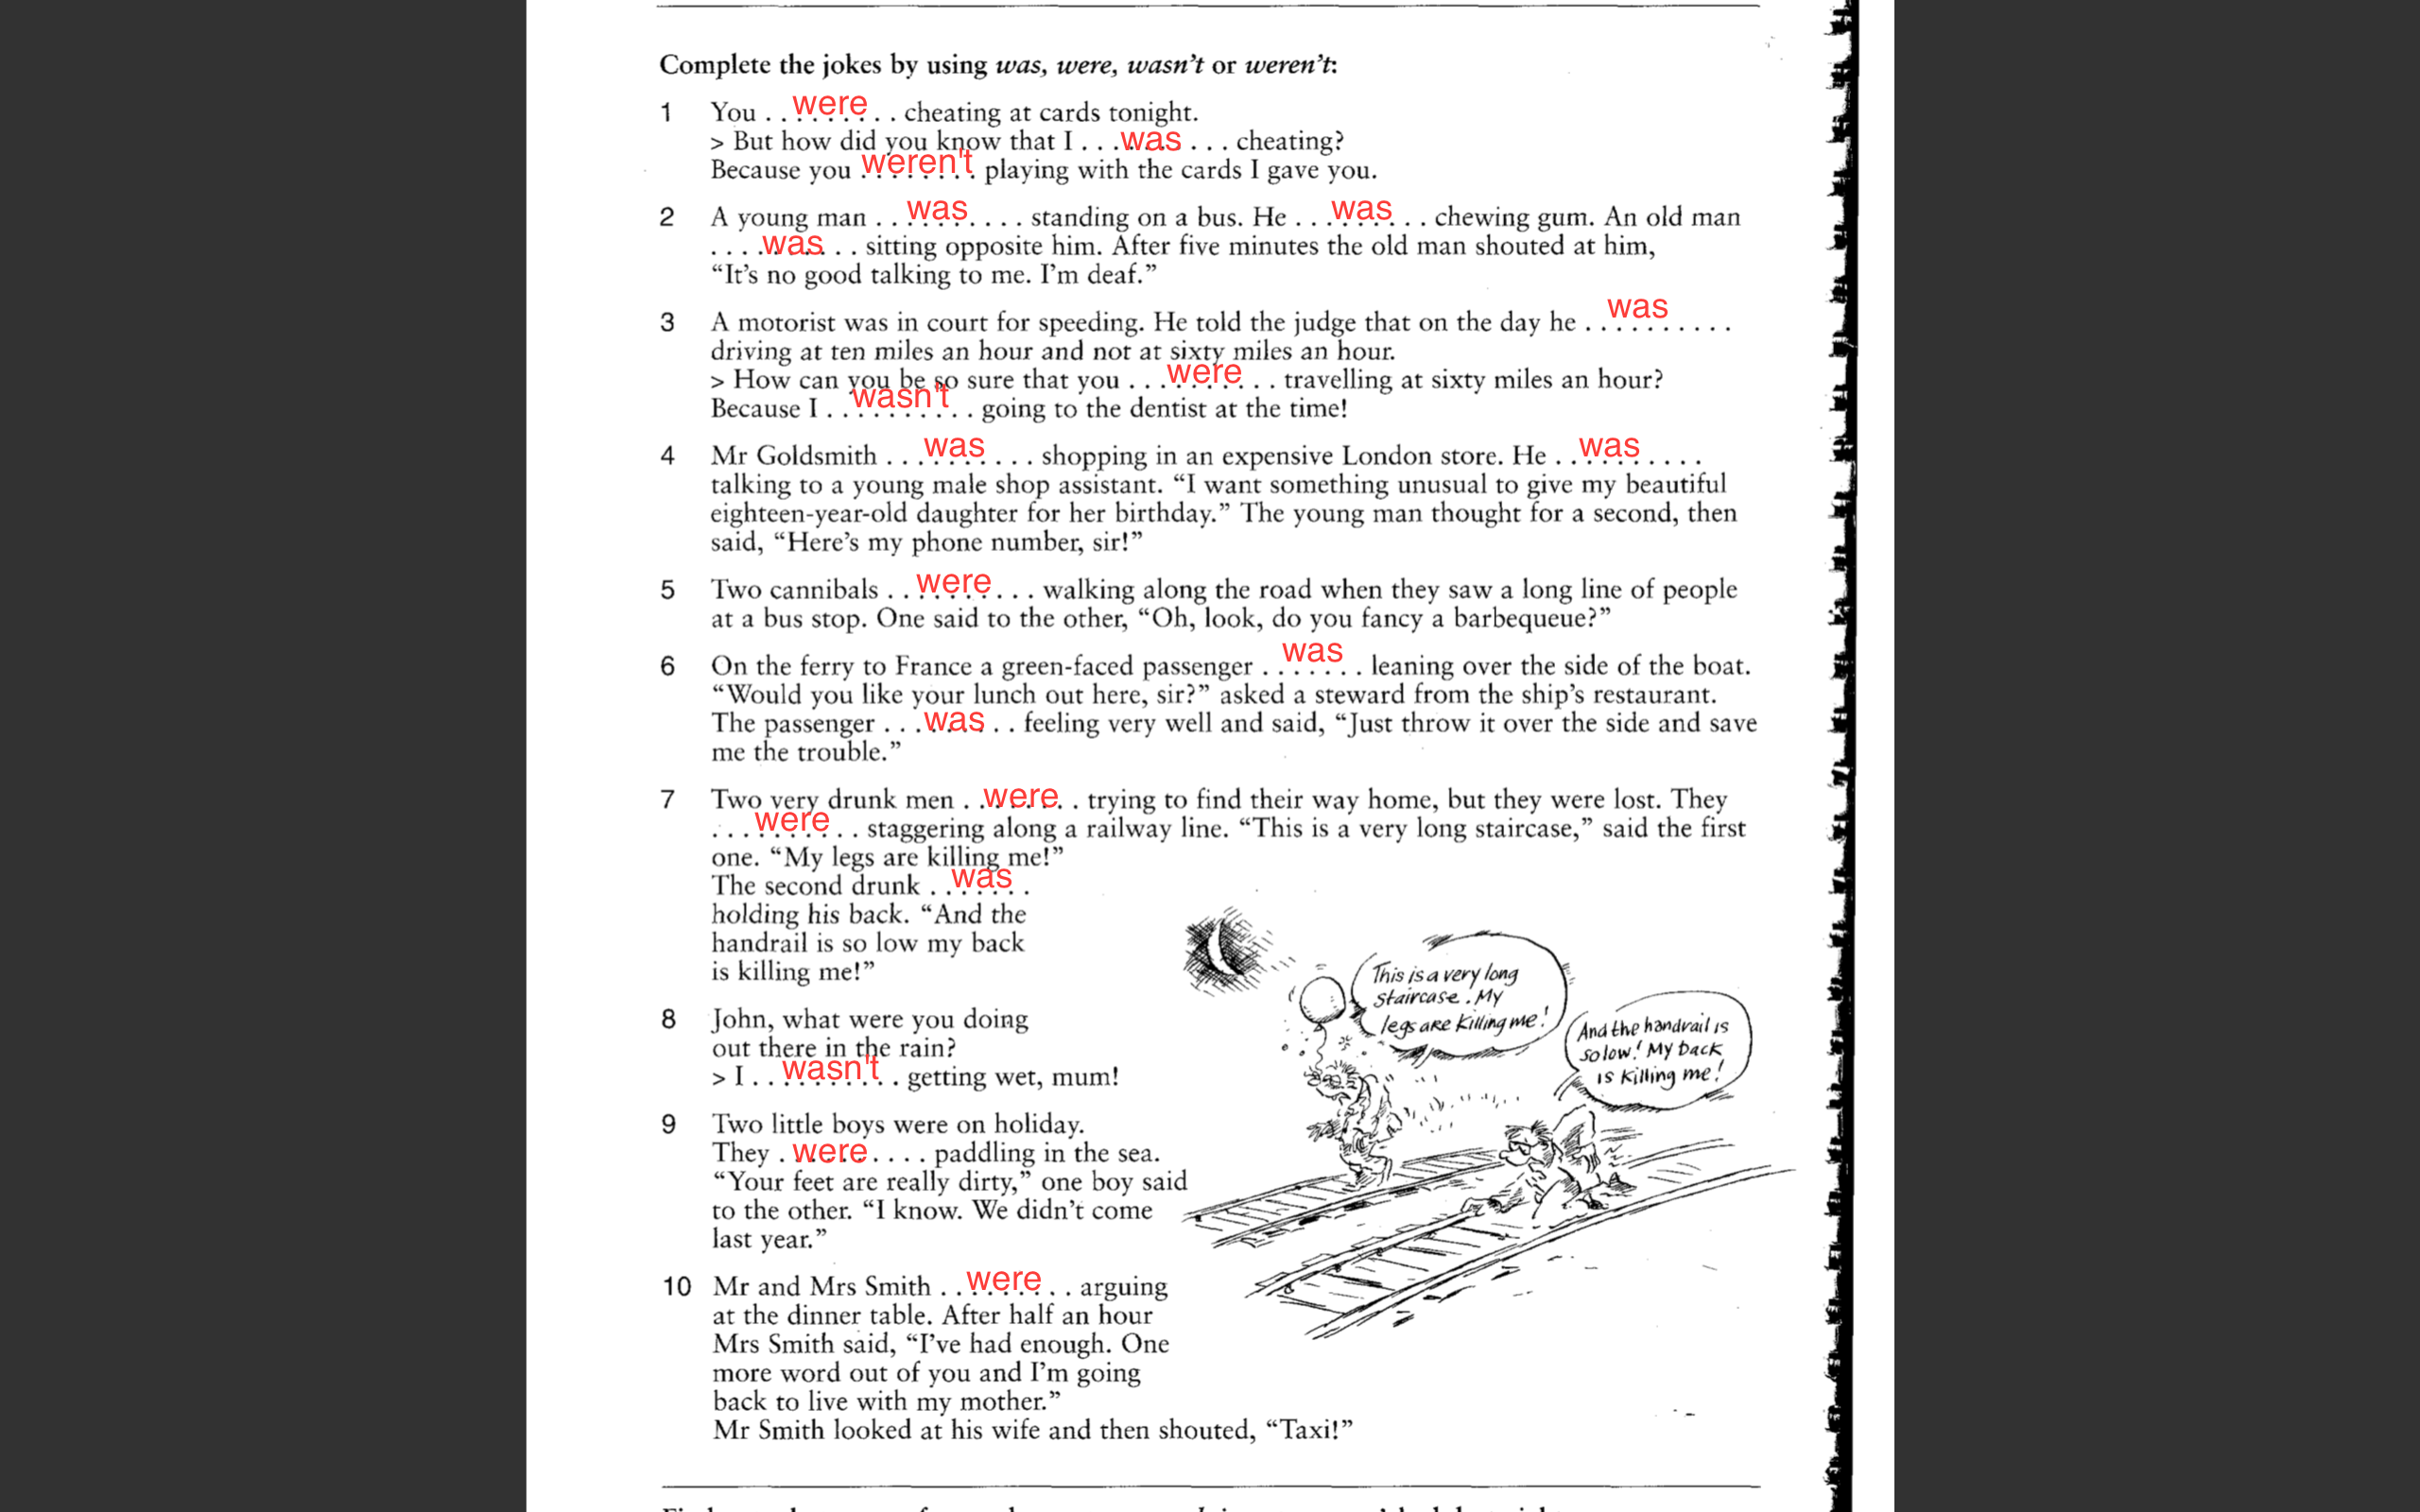 Complete the jokes by using was, were, wasn't or weren't:
1 You . . were . . cheating at cards tonight.
> But how did you know that I . . . was . . . cheating?
Because you weren't playing with the cards I gave you.
2 A young man . . was . . . . standing on a bus. He . . . was . . . chewing gum. An old man
. . . . was . . sitting opposite him. After five minutes the old man shouted at him,
“It's no good talking to me. I'm deaf.”
3 A motorist was in court for speeding. He told the judge that on the day he . . was . . . .
driving at ten miles an hour and not at sixty miles an hour.
> How can you be so sure that you . . . were . . . travelling at sixty miles an hour?
Because I . . wasn't . . going to the dentist at the time!
4 Mr Goldsmith . . . was . . . shopping in an expensive London store. He . . was . . . .
talking to a young male shop assistant. “I want something unusual to give my beautiful
eighteen-year-old daughter for her birthday.” The young man thought for a second, then
said, “Here's my phone number, sir!”
5 Two cannibals . . were . . . walking along the road when they saw a long line of people
at a bus stop. One said to the other, “Oh, look, do you fancy a barbequeue?”
6 On the ferry to France a green-faced passenger . . was . . leaning over the side of the boat.
“Would you like your lunch out here, sir?” asked a steward from the ship's restaurant.
The passenger . . . was . . feeling very well and said, “Just throw it over the side and save
me the trouble.”
7 Two very drunk men . . were . . trying to find their way home, but they were lost. They
. . . were . . staggering along a railway line. “This is a very long staircase,” said the first
one. “My legs are killing me!”
The second drunk . . was .
holding his back. “And the
handrail is so low my back
is killing me!”
This is a very long
staircase. My
legs are killing me!
And the handrail is
so low! My back
is killing me!
8 John, what were you doing
out there in the rain?
> I . . wasn't . . getting wet, mum!
9 Two little boys were on holiday.
They . were . . . . paddling in the sea.
“Your feet are really dirty,” one boy said
to the other. “I know. We didn't come
last year.”
10 Mr and Mrs Smith . . were . . arguing
at the dinner table. After half an hour
Mrs Smith said, “I've had enough. One
more word out of you and I'm going
back to live with my mother.”
Mr Smith looked at his wife and then shouted, “Taxi!”